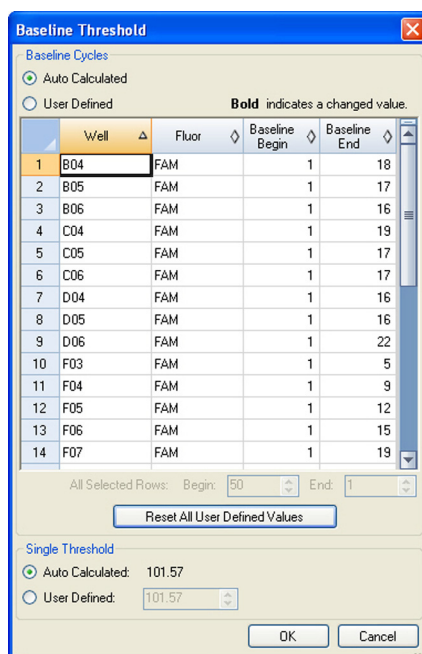 Baseline Threshold
Baseline Cycles
Auto Calculated
User Defined Bold indicates a changed value.
Well Fluor Baseline Begin Baseline End
1 B04 FAM 1 18
2 B05 FAM 1 17
3 B06 FAM 1 16
4 C04 FAM 1 19
5 C05 FAM 1 17
6 C06 FAM 1 17
7 D04 FAM 1 16
8 D05 FAM 1 16
9 D06 FAM 1 22
10 F03 FAM 1 5
11 F04 FAM 1 9
12 F05 FAM 1 12
13 F06 FAM 1 15
14 F07 FAM 1 19
All Selected Rows: Begin: 50 End: 1
Reset All User Defined Values
Single Threshold
Auto Calculated: 101.57
User Defined: 101.57
OK Cancel